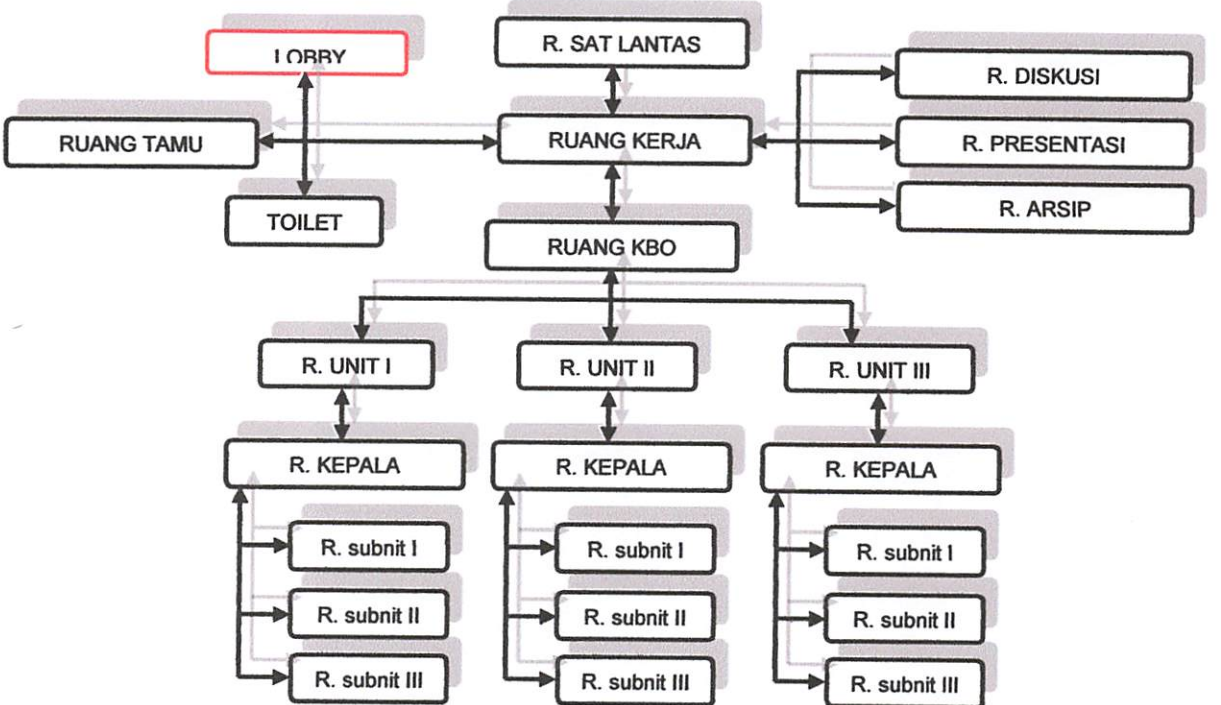 LOBBY
R. SAT LANTAS
R. DISKUSI
RUANG TAMU
RUANG KERJA
R. PRESENTASI
TOILET
R. ARSIP
RUANG KBO
R. UNIT I
R. UNIT II
R. UNIT III
R. KEPALA
R. KEPALA
R. KEPALA
R. subnit I
R. subnit I
R. subnit I
R. subnit II
R. subnit II
R. subnit II
R. subnit III
R. subnit III
R. subnit III